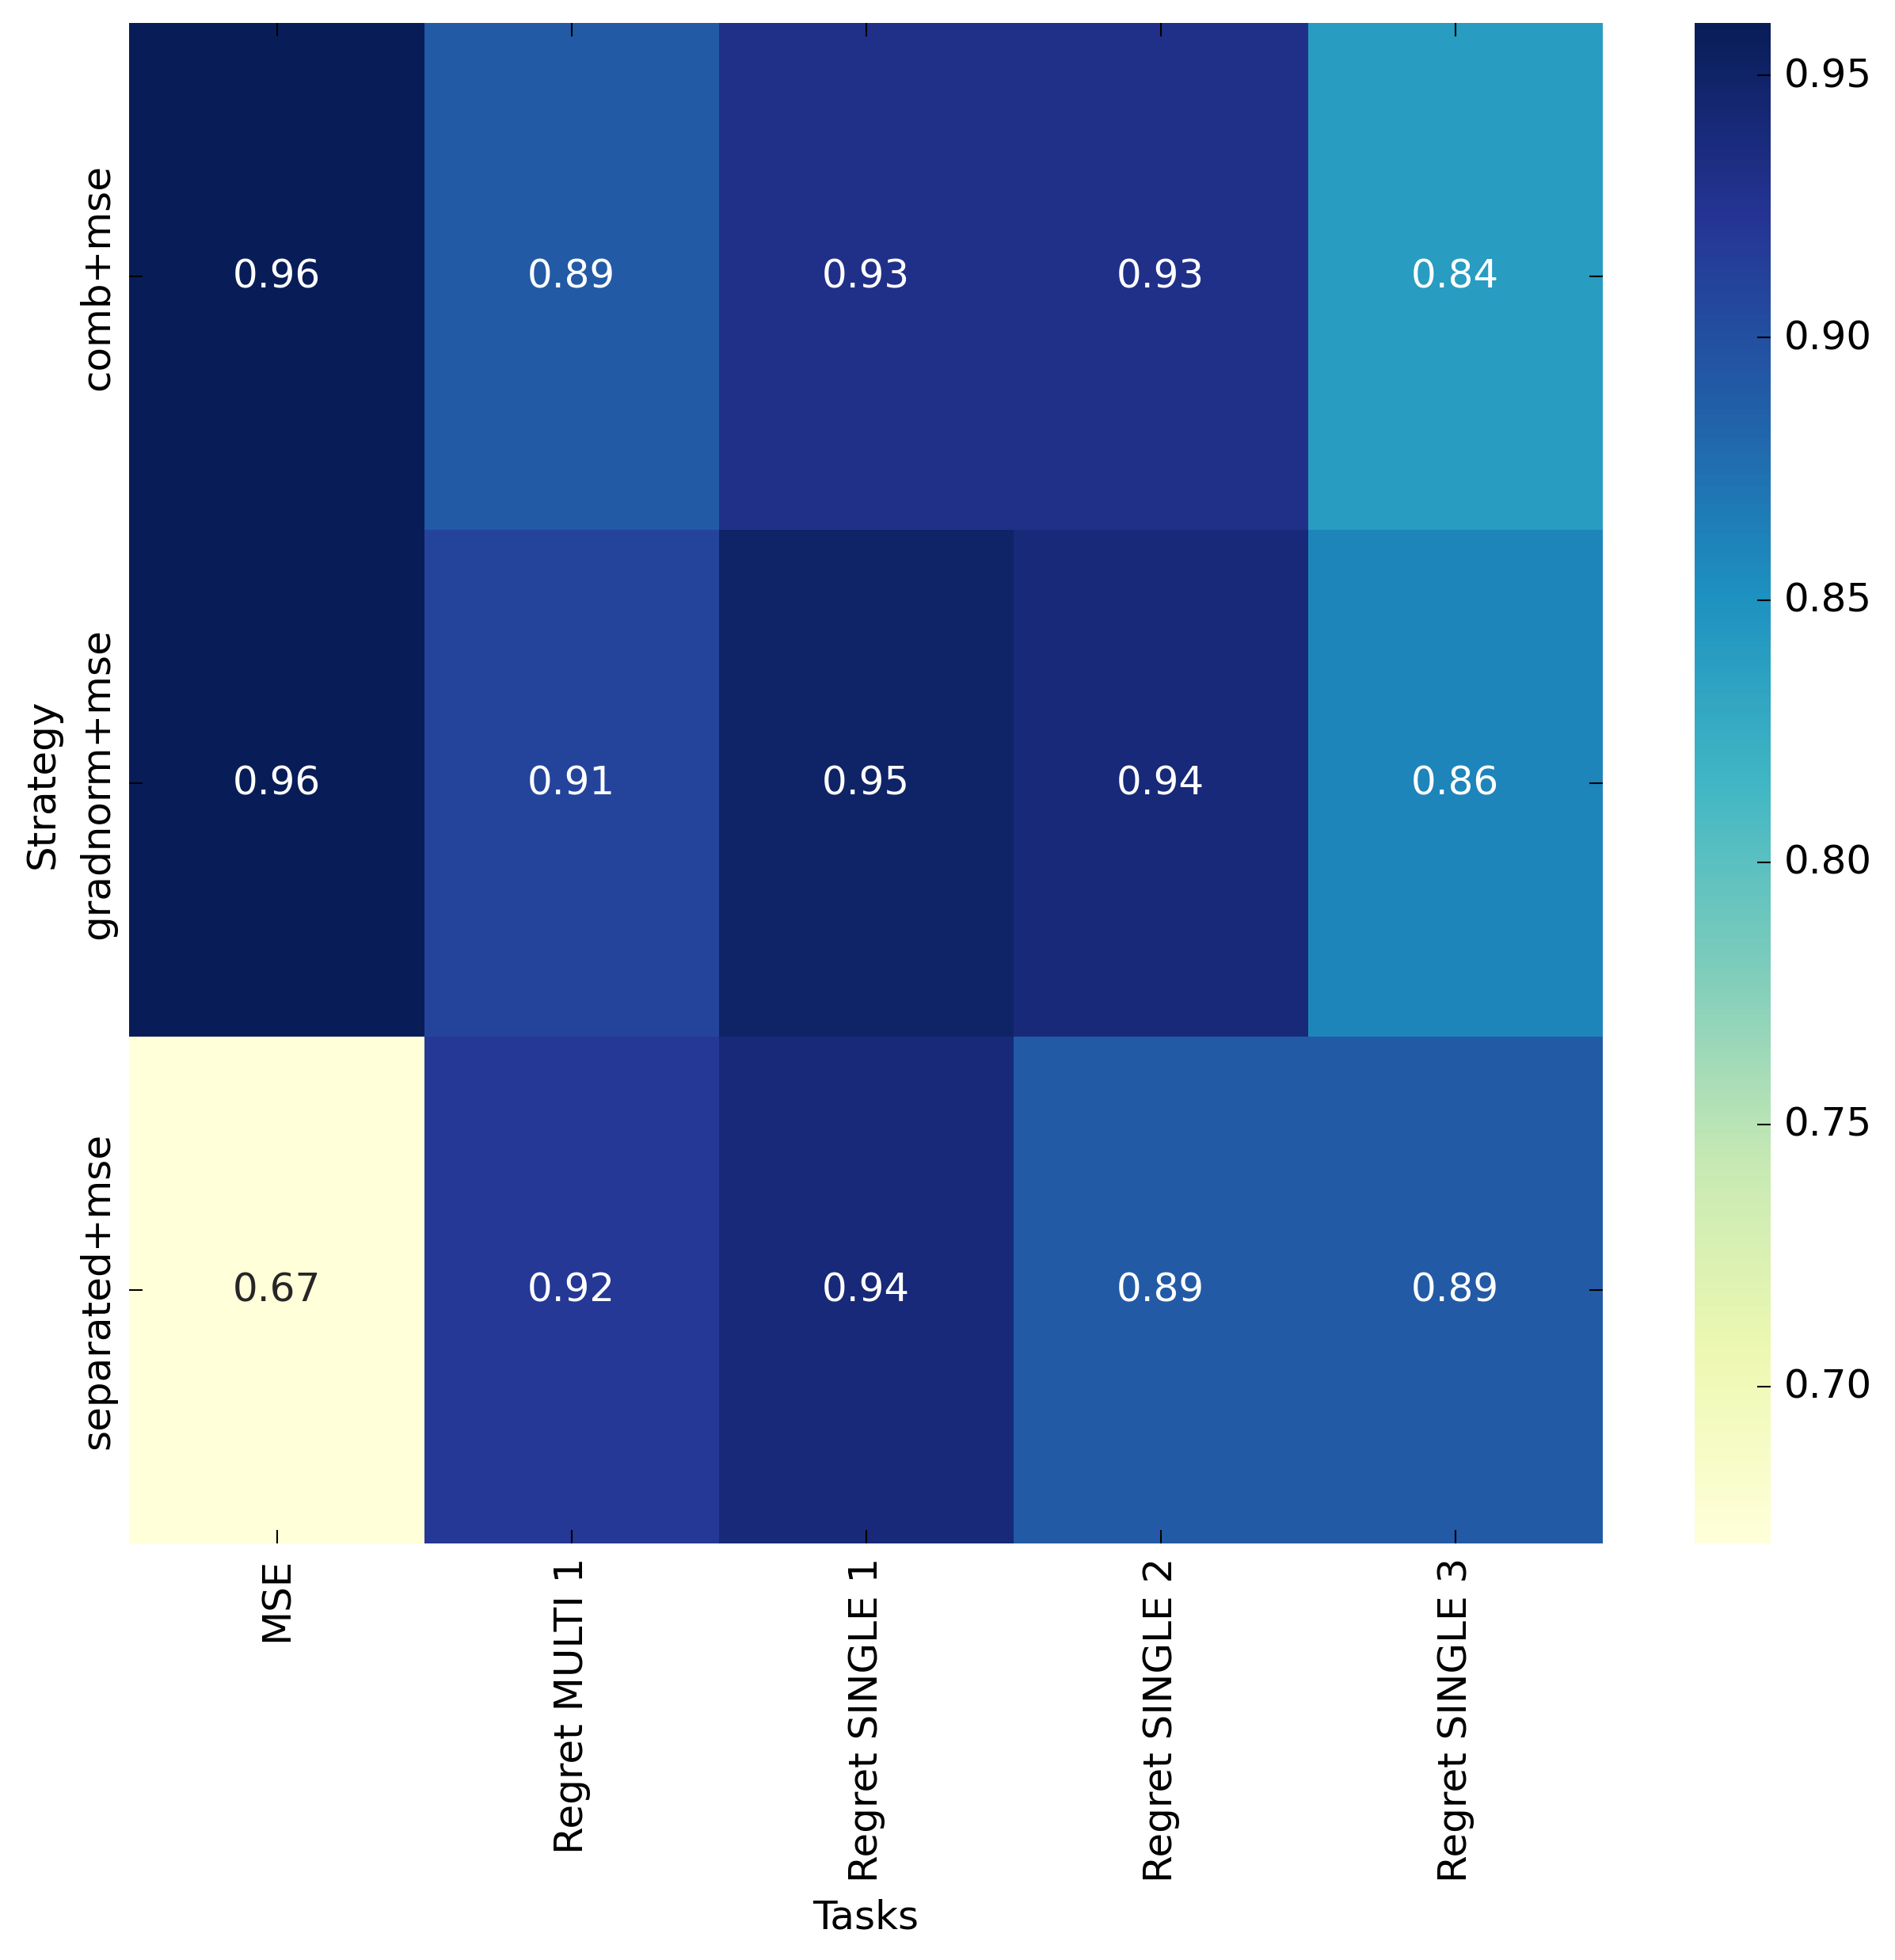 Strategy
comb+mse
0.96 0.89 0.93 0.93 0.84
gradnorm+mse
0.96 0.91 0.95 0.94 0.86
separated+mse
0.67 0.92 0.94 0.89 0.89
MSE
Regret MULTI 1
Regret SINGLE 1
Regret SINGLE 2
Regret SINGLE 3
Tasks
0.95
0.90
0.85
0.80
0.75
0.70